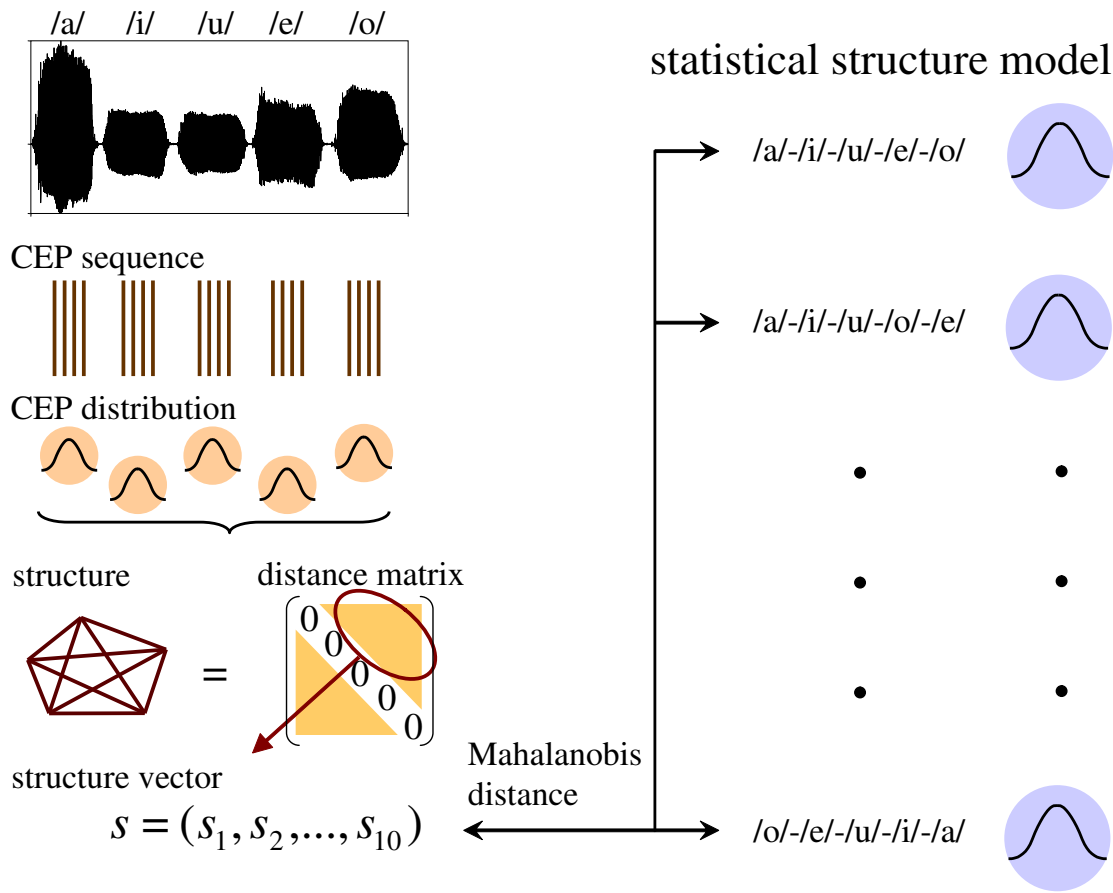 /a/ /i/ /u/ /e/ /o/
CEP sequence
CEP distribution
structure
distance matrix
=
0
0
0
0
0
structure vector
s = (s1, s2,..., s10)
Mahalanobis
distance
statistical structure model
/a/-/i/-/u/-/e/-/o/
/a/-/i/-/u/-/o/-/e/
/o/-/e/-/u/-/i/-/a/